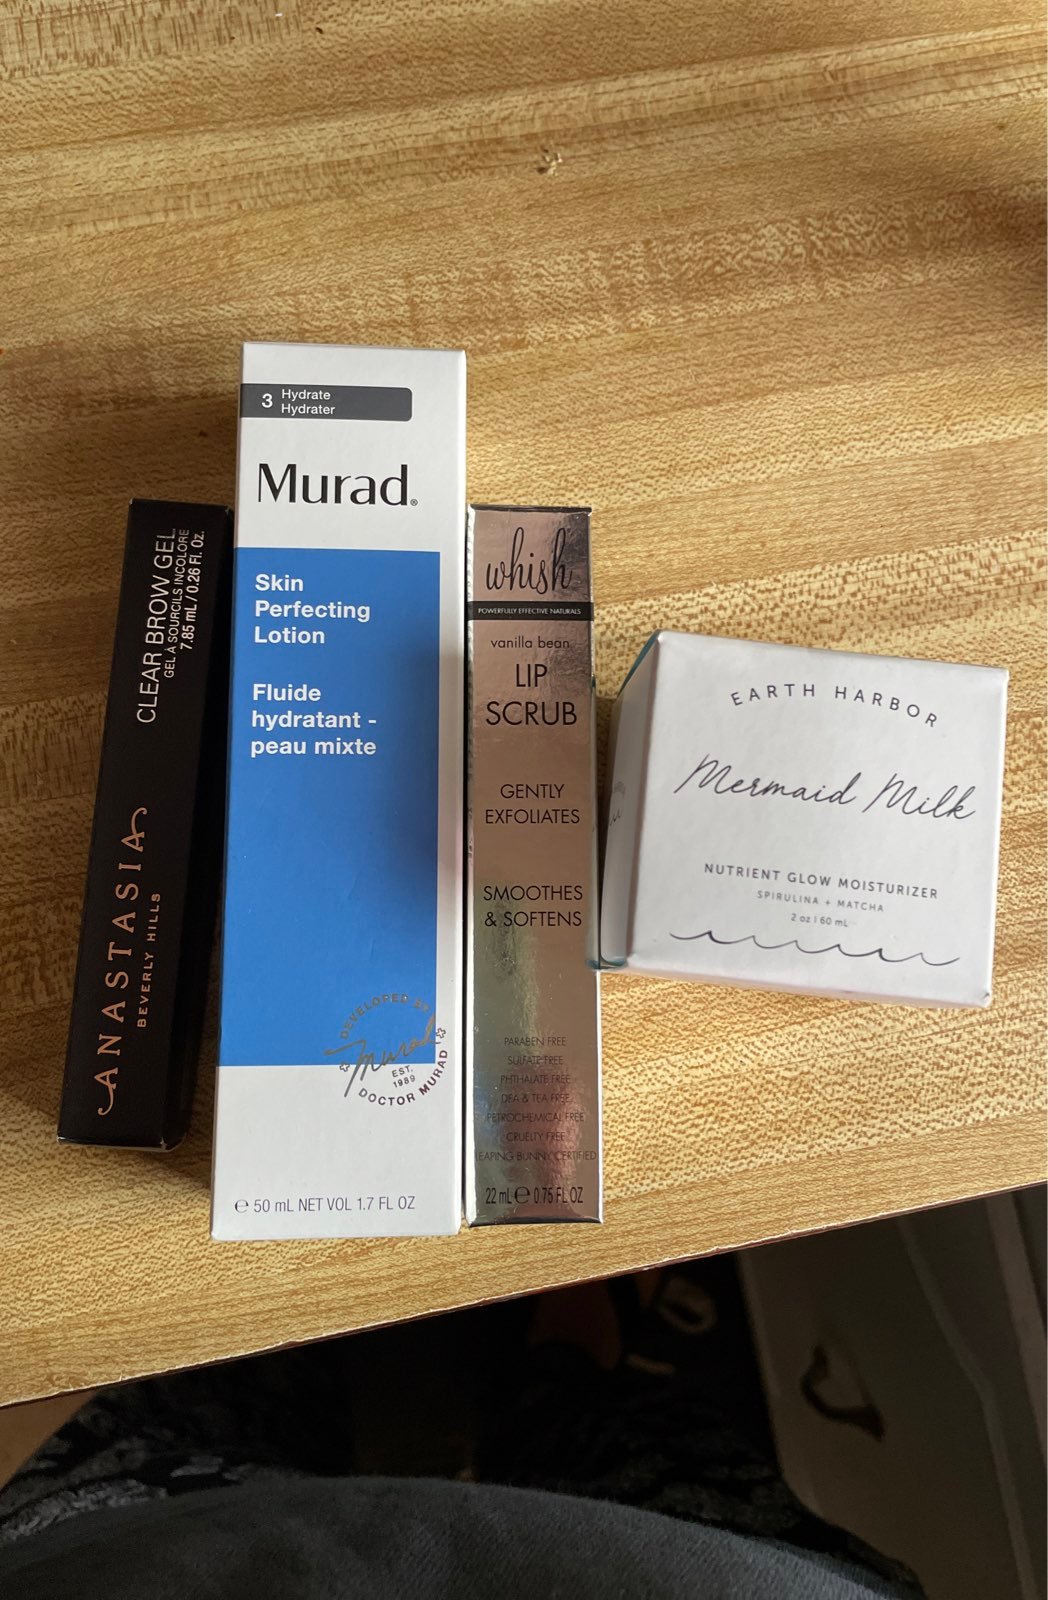 CLEAR BROW GEL
GEL À SOURCILS INCOLORE
7.85 mL / 0.26 Fl. Oz.
ANASTASIA
BEVERLY HILLS
3 Hydrate
Hydrater
Murad®
Skin
Perfecting
Lotion
Fluide
hydratant -
peau mixte
DEVELOPED BY
Murad
EST.
1989
DOCTOR MURAD
℮ 50 mL NET VOL 1.7 FL OZ
whish®
POWERFULLY EFFECTIVE NATURALS
vanilla bean
LIP
SCRUB
GENTLY
EXFOLIATES
SMOOTHES
& SOFTENS
PARABEN FREE
SULFATE FREE
PHTHALATE FREE
DEA & TEA FREE
PETROCHEMICAL FREE
CRUELTY FREE
LEAPING BUNNY CERTIFIED
22 mL ℮ 0.75 FL OZ
EARTH HARBOR
Mermaid Milk
NUTRIENT GLOW MOISTURIZER
SPIRULINA + MATCHA
2 oz | 60 mL